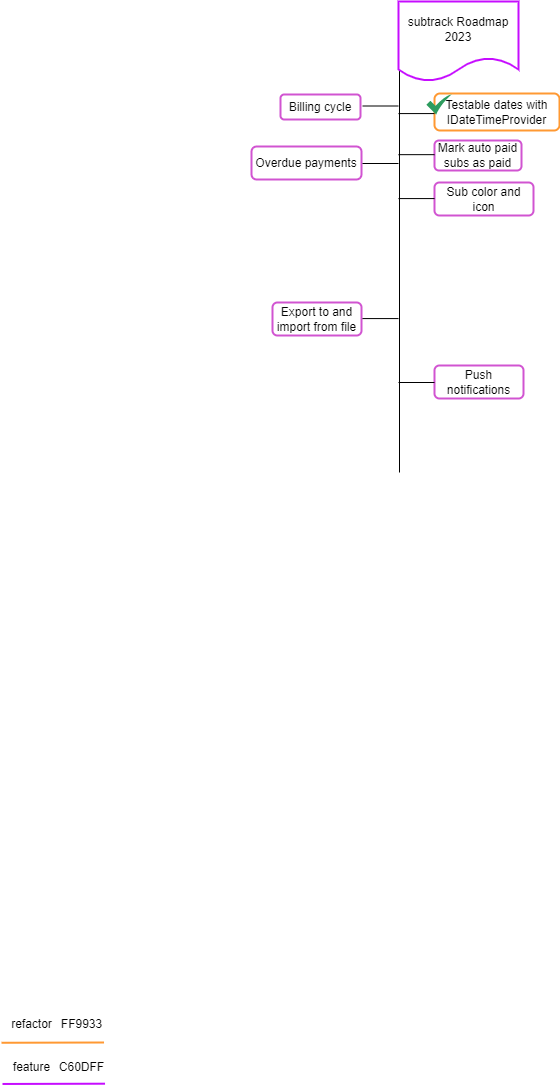 subtrack Roadmap
2023
Billing cycle
Testable dates with
IDateTimeProvider
Mark auto paid
subs as paid
Overdue payments
Sub color and
icon
Export to and
import from file
Push
notifications
refactor FF9933
feature C60DFF